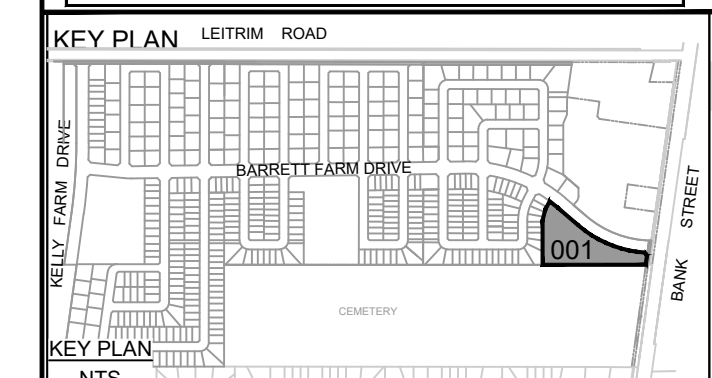 KEY PLAN
LEITRIM ROAD
KELLY FARM DRIVE
BARRETT FARM DRIVE
BANK STREET
001
CEMETERY
KEY PLAN
NTS